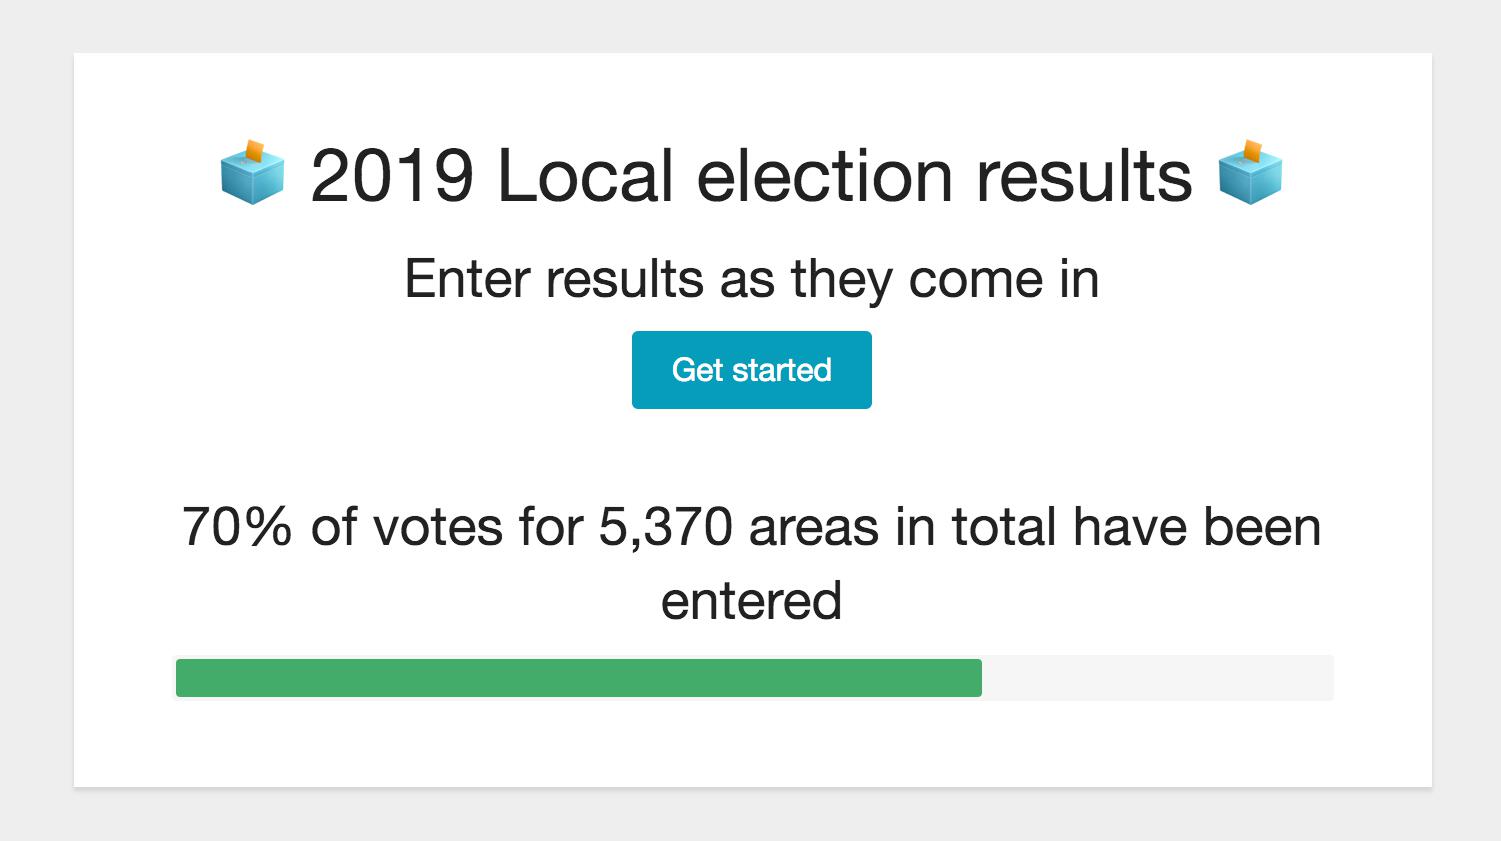 🗳️ 2019 Local election results 🗳️
Enter results as they come in
Get started
70% of votes for 5,370 areas in total have been
entered